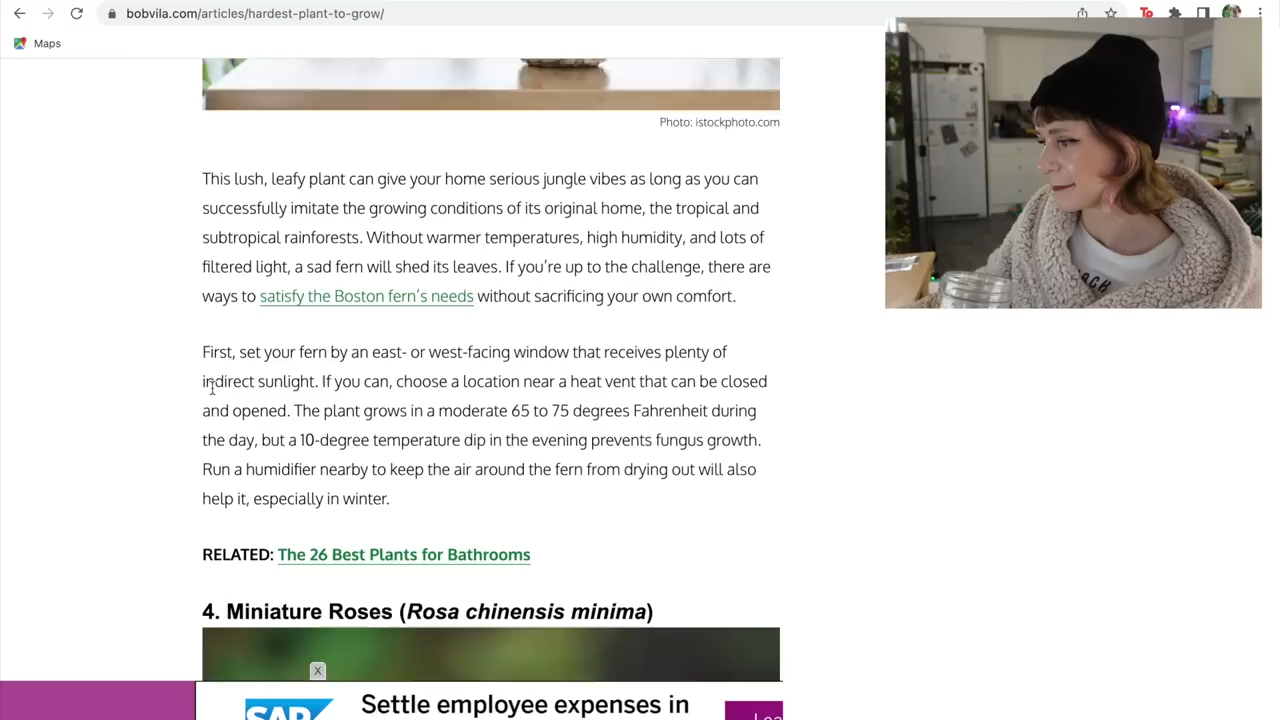 bobvila.com/articles/hardest-plant-to-grow/
Maps
Photo: istockphoto.com
This lush, leafy plant can give your home serious jungle vibes as long as you can
successfully imitate the growing conditions of its original home, the tropical and
subtropical rainforests. Without warmer temperatures, high humidity, and lots of
filtered light, a sad fern will shed its leaves. If you’re up to the challenge, there are
ways to satisfy the Boston fern’s needs without sacrificing your own comfort.
First, set your fern by an east- or west-facing window that receives plenty of
indirect sunlight. If you can, choose a location near a heat vent that can be closed
and opened. The plant grows in a moderate 65 to 75 degrees Fahrenheit during
the day, but a 10-degree temperature dip in the evening prevents fungus growth.
Run a humidifier nearby to keep the air around the fern from drying out will also
help it, especially in winter.
RELATED: The 26 Best Plants for Bathrooms
4. Miniature Roses (Rosa chinensis minima)
X
SAP
Settle employee expenses in